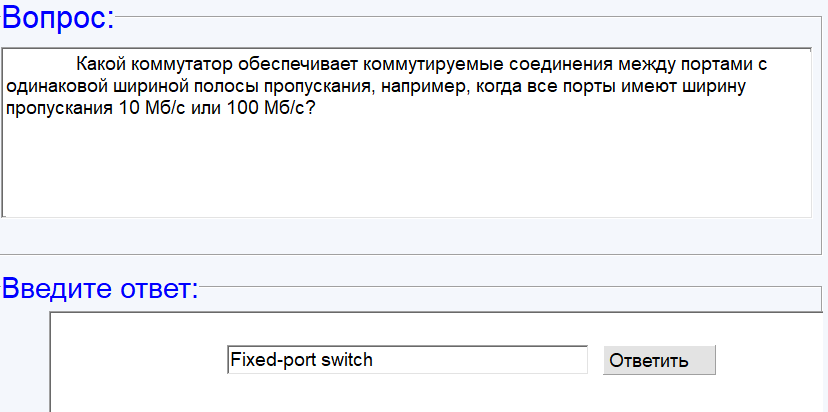 Вопрос:
Какой коммутатор обеспечивает коммутируемые соединения между портами с
одинаковой шириной полосы пропускания, например, когда все порты имеют ширину
пропускания 10 Мб/с или 100 Мб/с?
Введите ответ:
Fixed-port switch Ответить